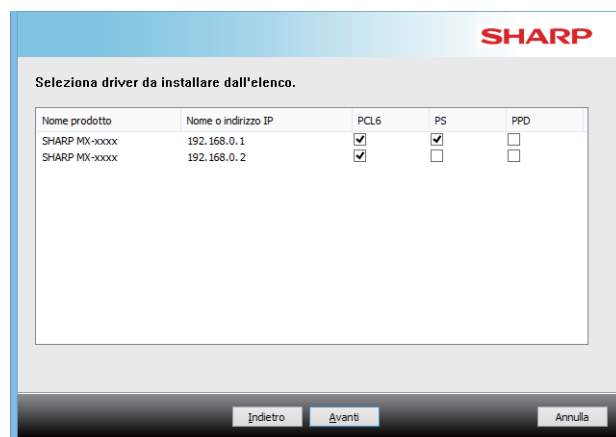 SHARP
Seleziona driver da installare dall'elenco.
Nome prodotto Nome o indirizzo IP PCL6 PS PPD
SHARP MX-xxxx 192.168.0.1
SHARP MX-xxxx 192.168.0.2
Indietro Avanti Annulla